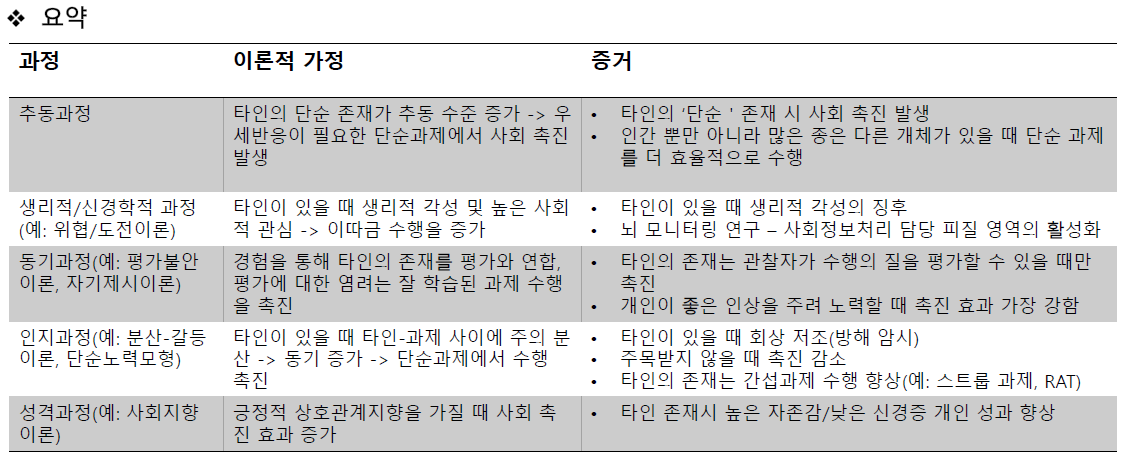 ❖ 요약
과정 이론적 가정 증거
추동과정
타인의 단순 존재가 추동 수준 증가 -> 우
세반응이 필요한 단순과제에서 사회 촉진
발생
• 타인의 ‘단순 ' 존재 시 사회 촉진 발생
• 인간 뿐만 아니라 많은 종은 다른 개체가 있을 때 단순 과제
를 더 효율적으로 수행
생리적/신경학적 과정
(예: 위협/도전이론)
타인이 있을 때 생리적 각성 및 높은 사회
적 관심 -> 이따금 수행을 증가
• 타인이 있을 때 생리적 각성의 징후
• 뇌 모니터링 연구 – 사회정보처리 담당 피질 영역의 활성화
동기과정(예: 평가불안
이론, 자기제시이론)
경험을 통해 타인의 존재를 평가와 연합,
평가에 대한 염려는 잘 학습된 과제 수행
을 촉진
• 타인의 존재는 관찰자가 수행의 질을 평가할 수 있을 때만
촉진
• 개인이 좋은 인상을 주려 노력할 때 촉진 효과 가장 강함
인지과정(예: 분산-갈등
이론, 단순노력모형)
타인이 있을 때 타인-과제 사이에 주의 분
산 -> 동기 증가 -> 단순과제에서 수행
촉진
• 타인이 있을 때 회상 저조(방해 암시)
• 주목받지 않을 때 촉진 감소
• 타인의 존재는 간섭과제 수행 향상(예: 스트룹 과제, RAT)
성격과정(예: 사회지향
이론)
긍정적 상호관계지향을 가질 때 사회 촉
진 효과 증가
• 타인 존재시 높은 자존감/낮은 신경증 개인 성과 향상